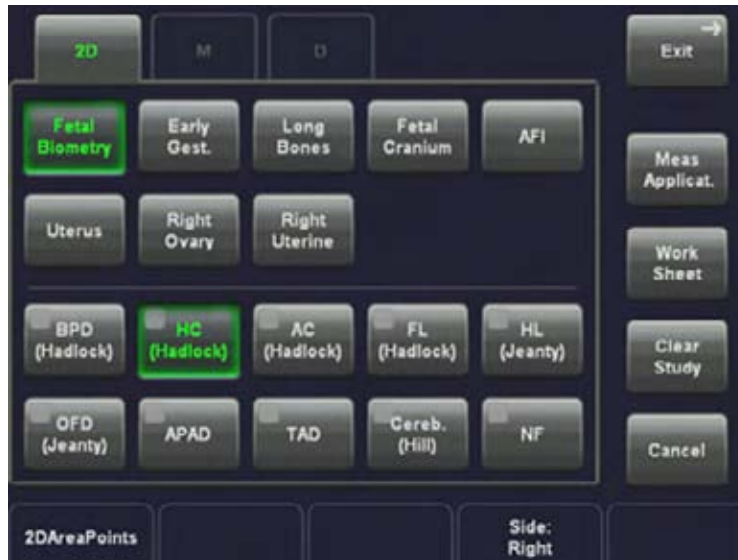 2D
M
D
Exit
Fetal
Biometry
Early
Gest.
Long
Bones
Fetal
Cranium
AFI
Meas
Applicat.
Uterus
Right
Ovary
Right
Uterine
Work
Sheet
BPD
(Hadlock)
HC
(Hadlock)
AC
(Hadlock)
FL
(Hadlock)
HL
(Jeanty)
Clear
Study
OFD
(Jeanty)
APAD
TAD
Cereb.
(Hill)
NF
Cancel
2DAreaPoints
Side:
Right